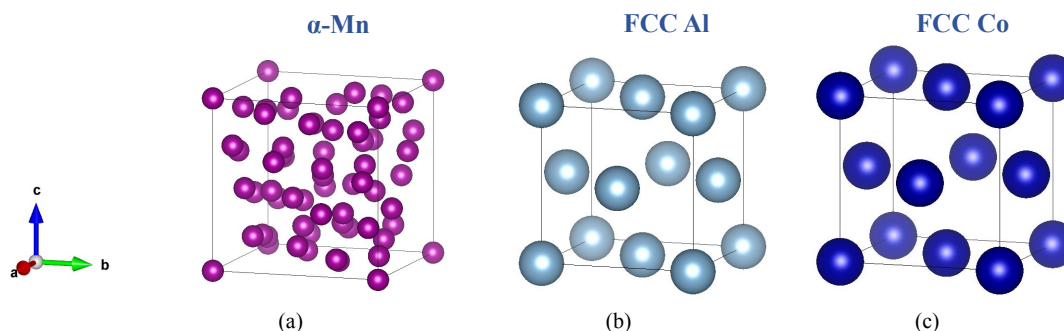 α-Mn
FCC Al
FCC Co
c
a
b
(a)
(b)
(c)